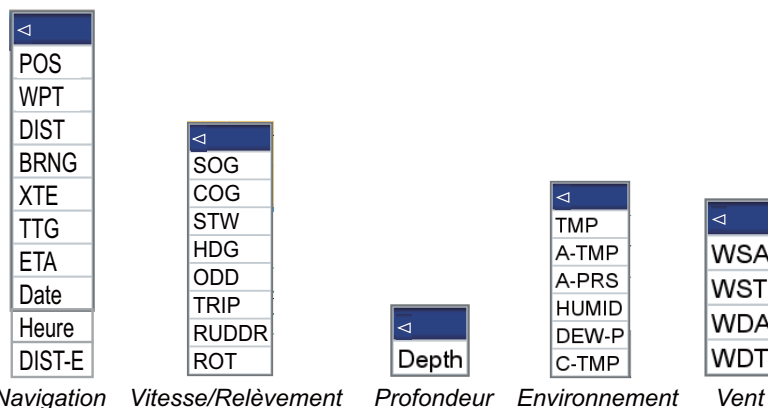 POS
WPT
DIST
BRNG
XTE
TTG
ETA
Date
Heure
DIST-E
Navigation
SOG
COG
STW
HDG
ODD
TRIP
RUDDR
ROT
Vitesse/Relèvement
Depth
Profondeur
TMP
A-TMP
A-PRS
HUMID
DEW-P
C-TMP
Environnement
WSA
WST
WDA
WDT
Vent